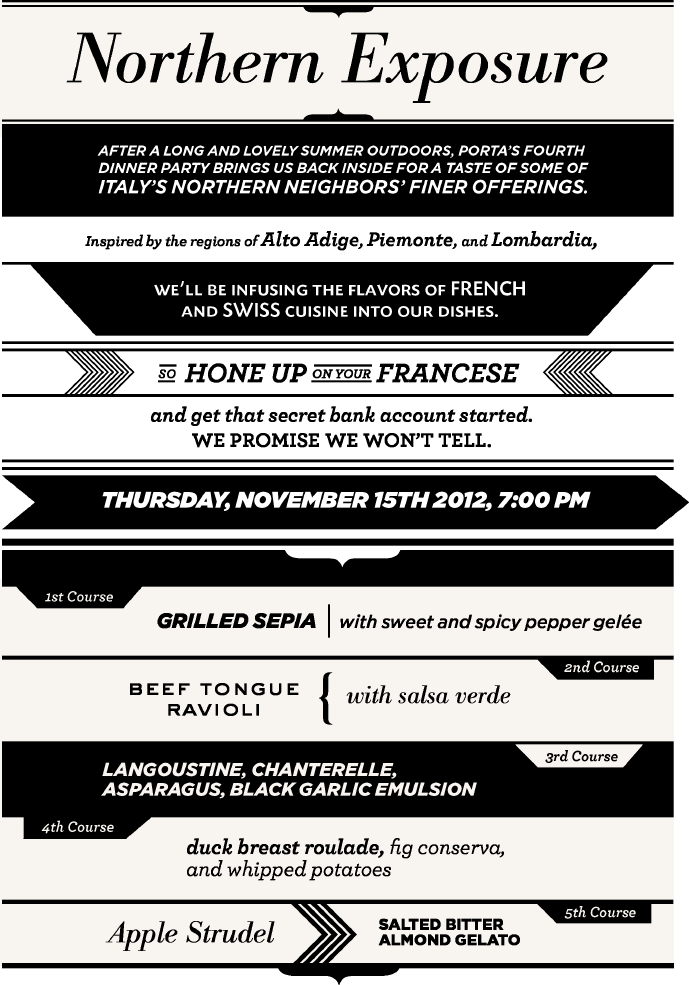 Northern Exposure
AFTER A LONG AND LOVELY SUMMER OUTDOORS, PORTA'S FOURTH
DINNER PARTY BRINGS US BACK INSIDE FOR A TASTE OF SOME OF
ITALY'S NORTHERN NEIGHBORS' FINER OFFERINGS.
Inspired by the regions of Alto Adige, Piemonte, and Lombardia,
WE'LL BE INFUSING THE FLAVORS OF FRENCH
AND SWISS CUISINE INTO OUR DISHES.
SO HONE UP ON YOUR FRANCESE
and get that secret bank account started.
WE PROMISE WE WON'T TELL.
THURSDAY, NOVEMBER 15TH 2012, 7:00 PM
1st Course
GRILLED SEPIA | with sweet and spicy pepper gelée
2nd Course
BEEF TONGUE
RAVIOLI { with salsa verde
3rd Course
LANGOUSTINE, CHANTERELLE,
ASPARAGUS, BLACK GARLIC EMULSION
4th Course
duck breast roulade, fig conserva,
and whipped potatoes
5th Course
Apple Strudel
SALTED BITTER
ALMOND GELATO